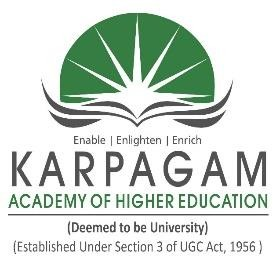 Enable | Enlighten | Enrich
KARPAGAM
ACADEMY OF HIGHER EDUCATION
(Deemed to be University)
(Established Under Section 3 of UGC Act, 1956 )